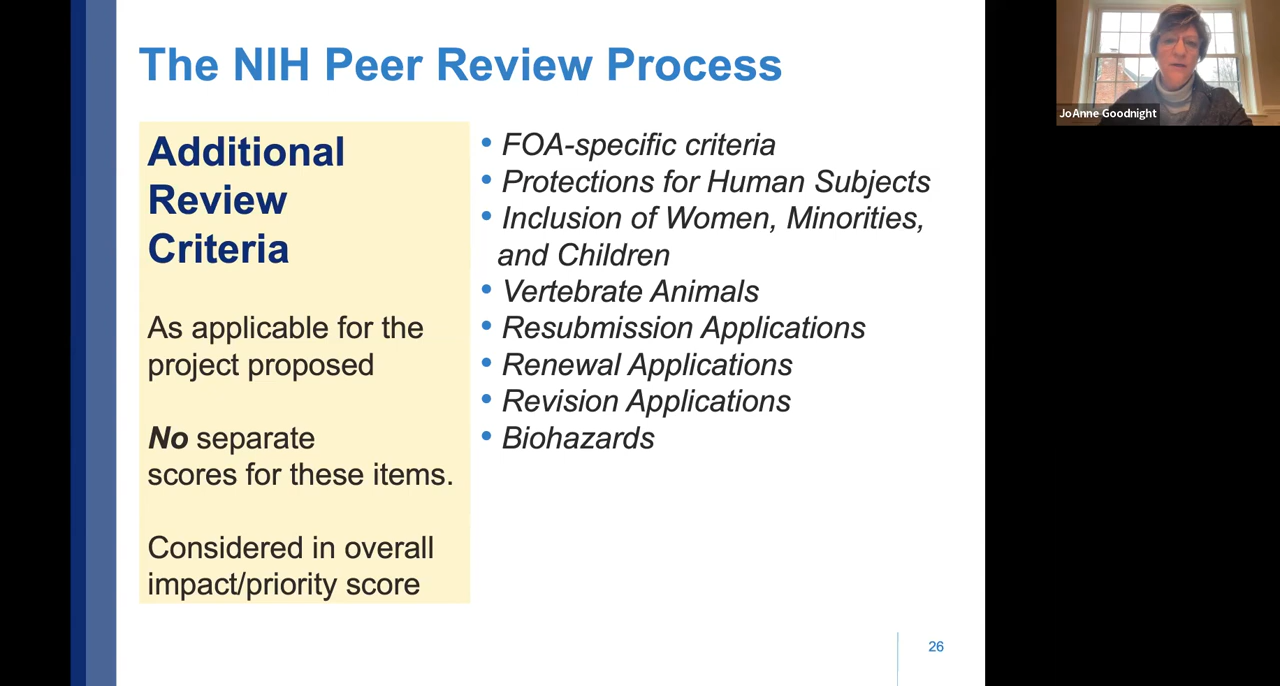 The NIH Peer Review Process
Additional
Review
Criteria
As applicable for the
project proposed
No separate
scores for these items.
Considered in overall
impact/priority score
• FOA-specific criteria
• Protections for Human Subjects
• Inclusion of Women, Minorities,
and Children
• Vertebrate Animals
• Resubmission Applications
• Renewal Applications
• Revision Applications
• Biohazards
26
JoAnne Goodnight